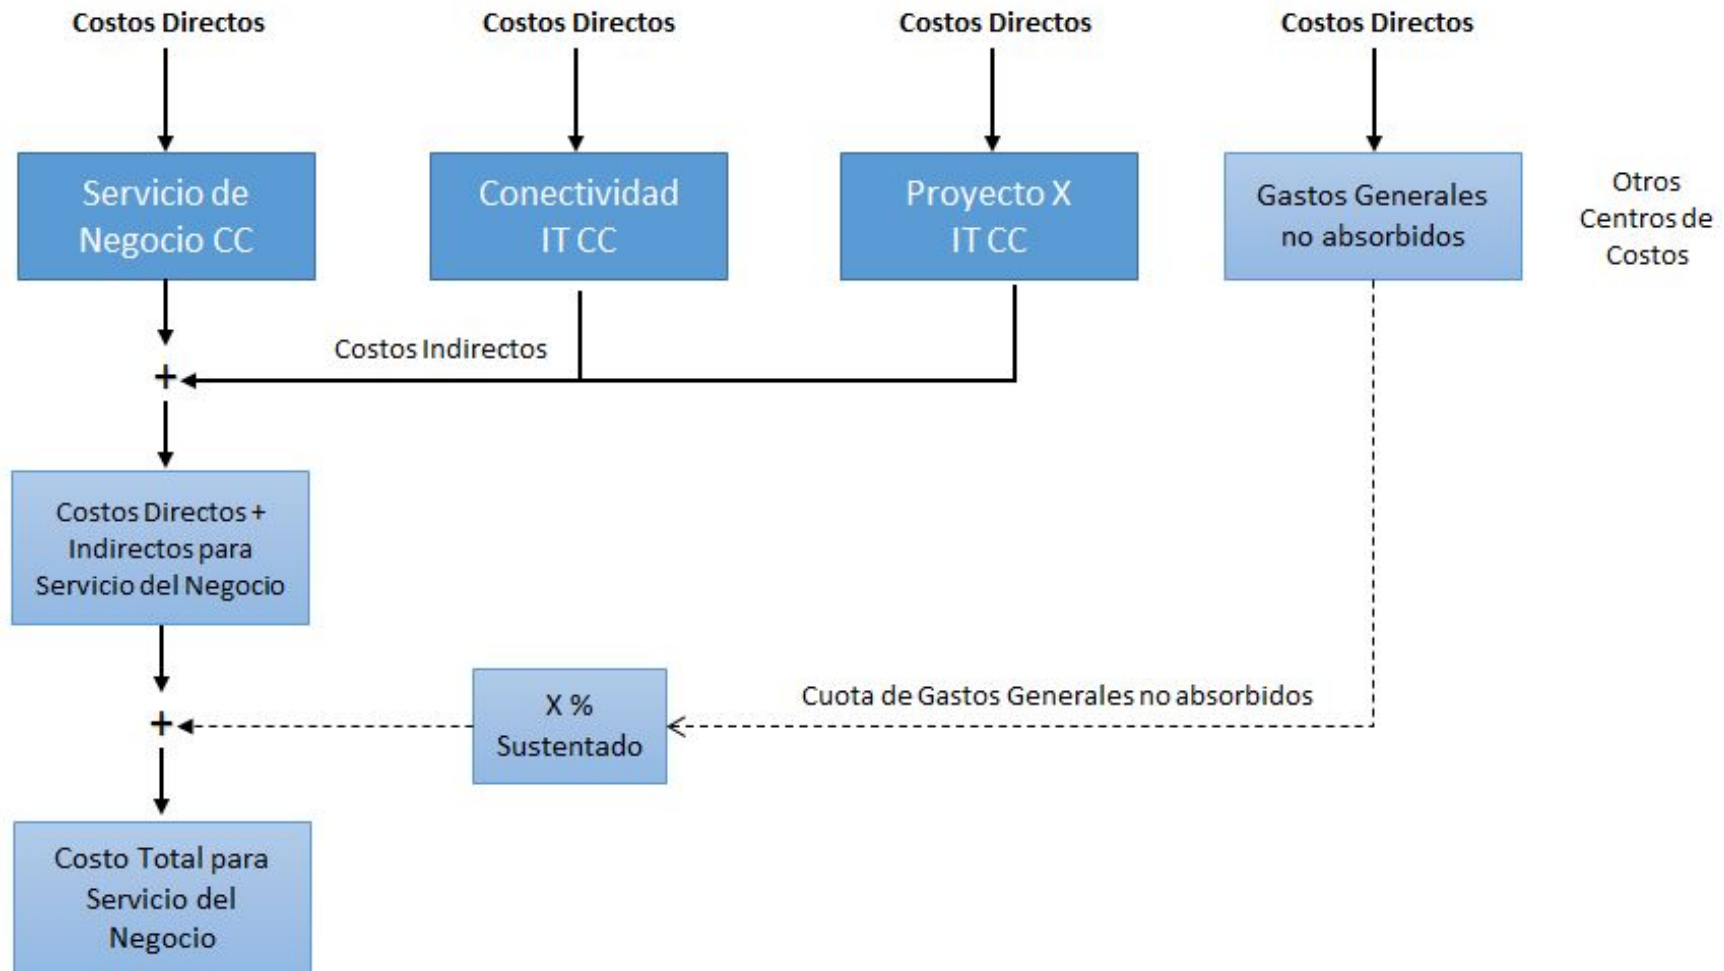 Costos Directos
Costos Directos
Costos Directos
Costos Directos
Servicio de
Negocio CC
Conectividad
IT CC
Proyecto X
IT CC
Gastos Generales
no absorbidos
Otros
Centros de
Costos
Costos Indirectos
+
Costos Directos +
Indirectos para
Servicio del Negocio
X %
Sustentado
Cuota de Gastos Generales no absorbidos
+
Costo Total para
Servicio del
Negocio